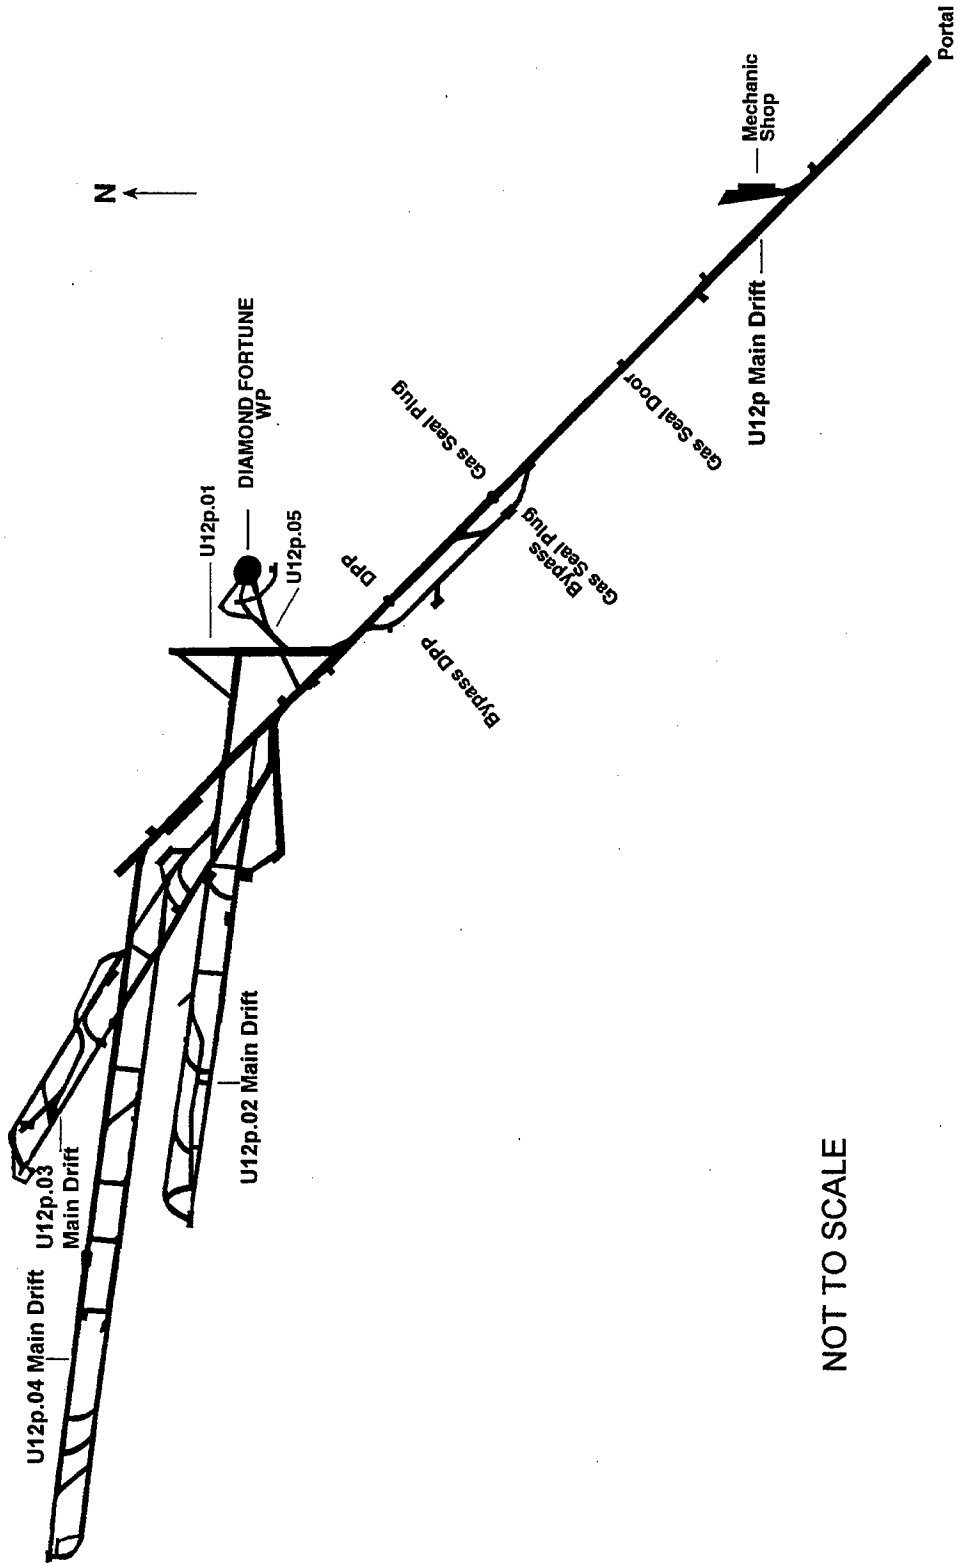 N
U12p.04 Main Drift
U12p.03
Main Drift
U12p.02 Main Drift
U12p.01
U12p.05
DIAMOND FORTUNE
WP
DPP
Bypass DPP
Gas Seal Plug
Bypass
Gas Seal Plug
Gas Seal Door
U12p Main Drift
Mechanic
Shop
Portal
NOT TO SCALE